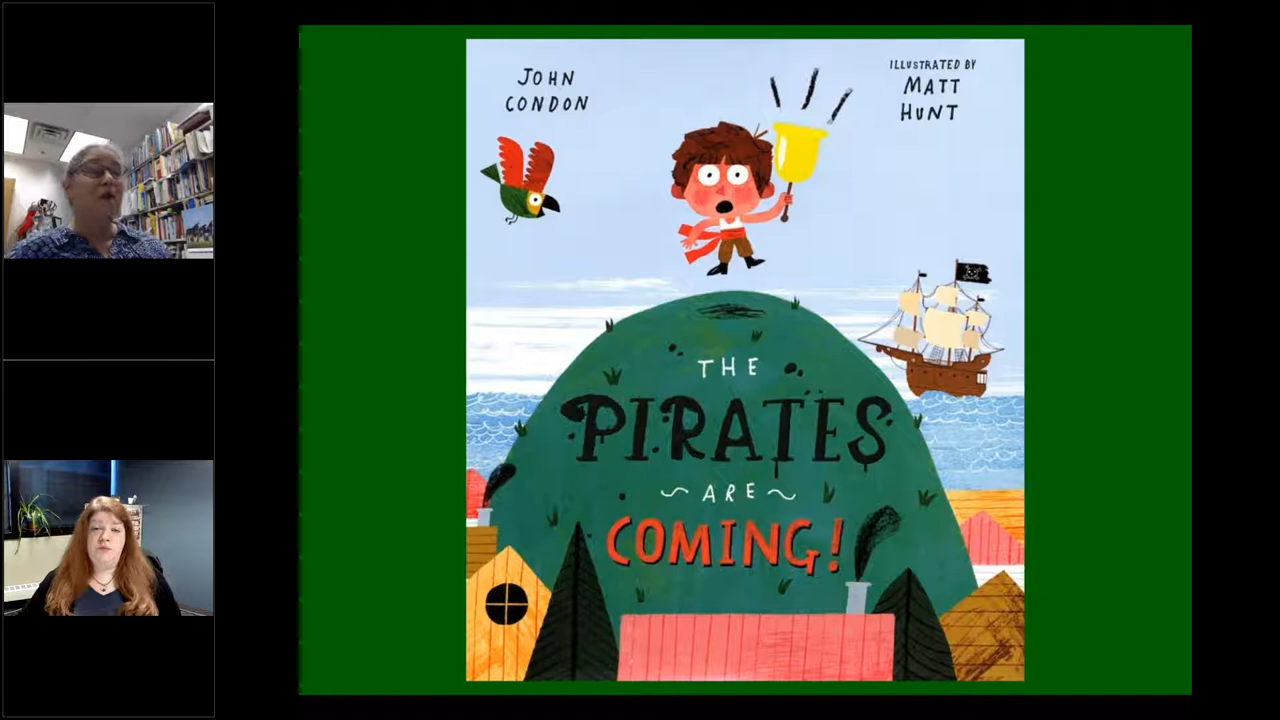 JOHN
CONDON
ILLUSTRATED BY
MATT
HUNT
THE
PIRATES
ARE
COMING!